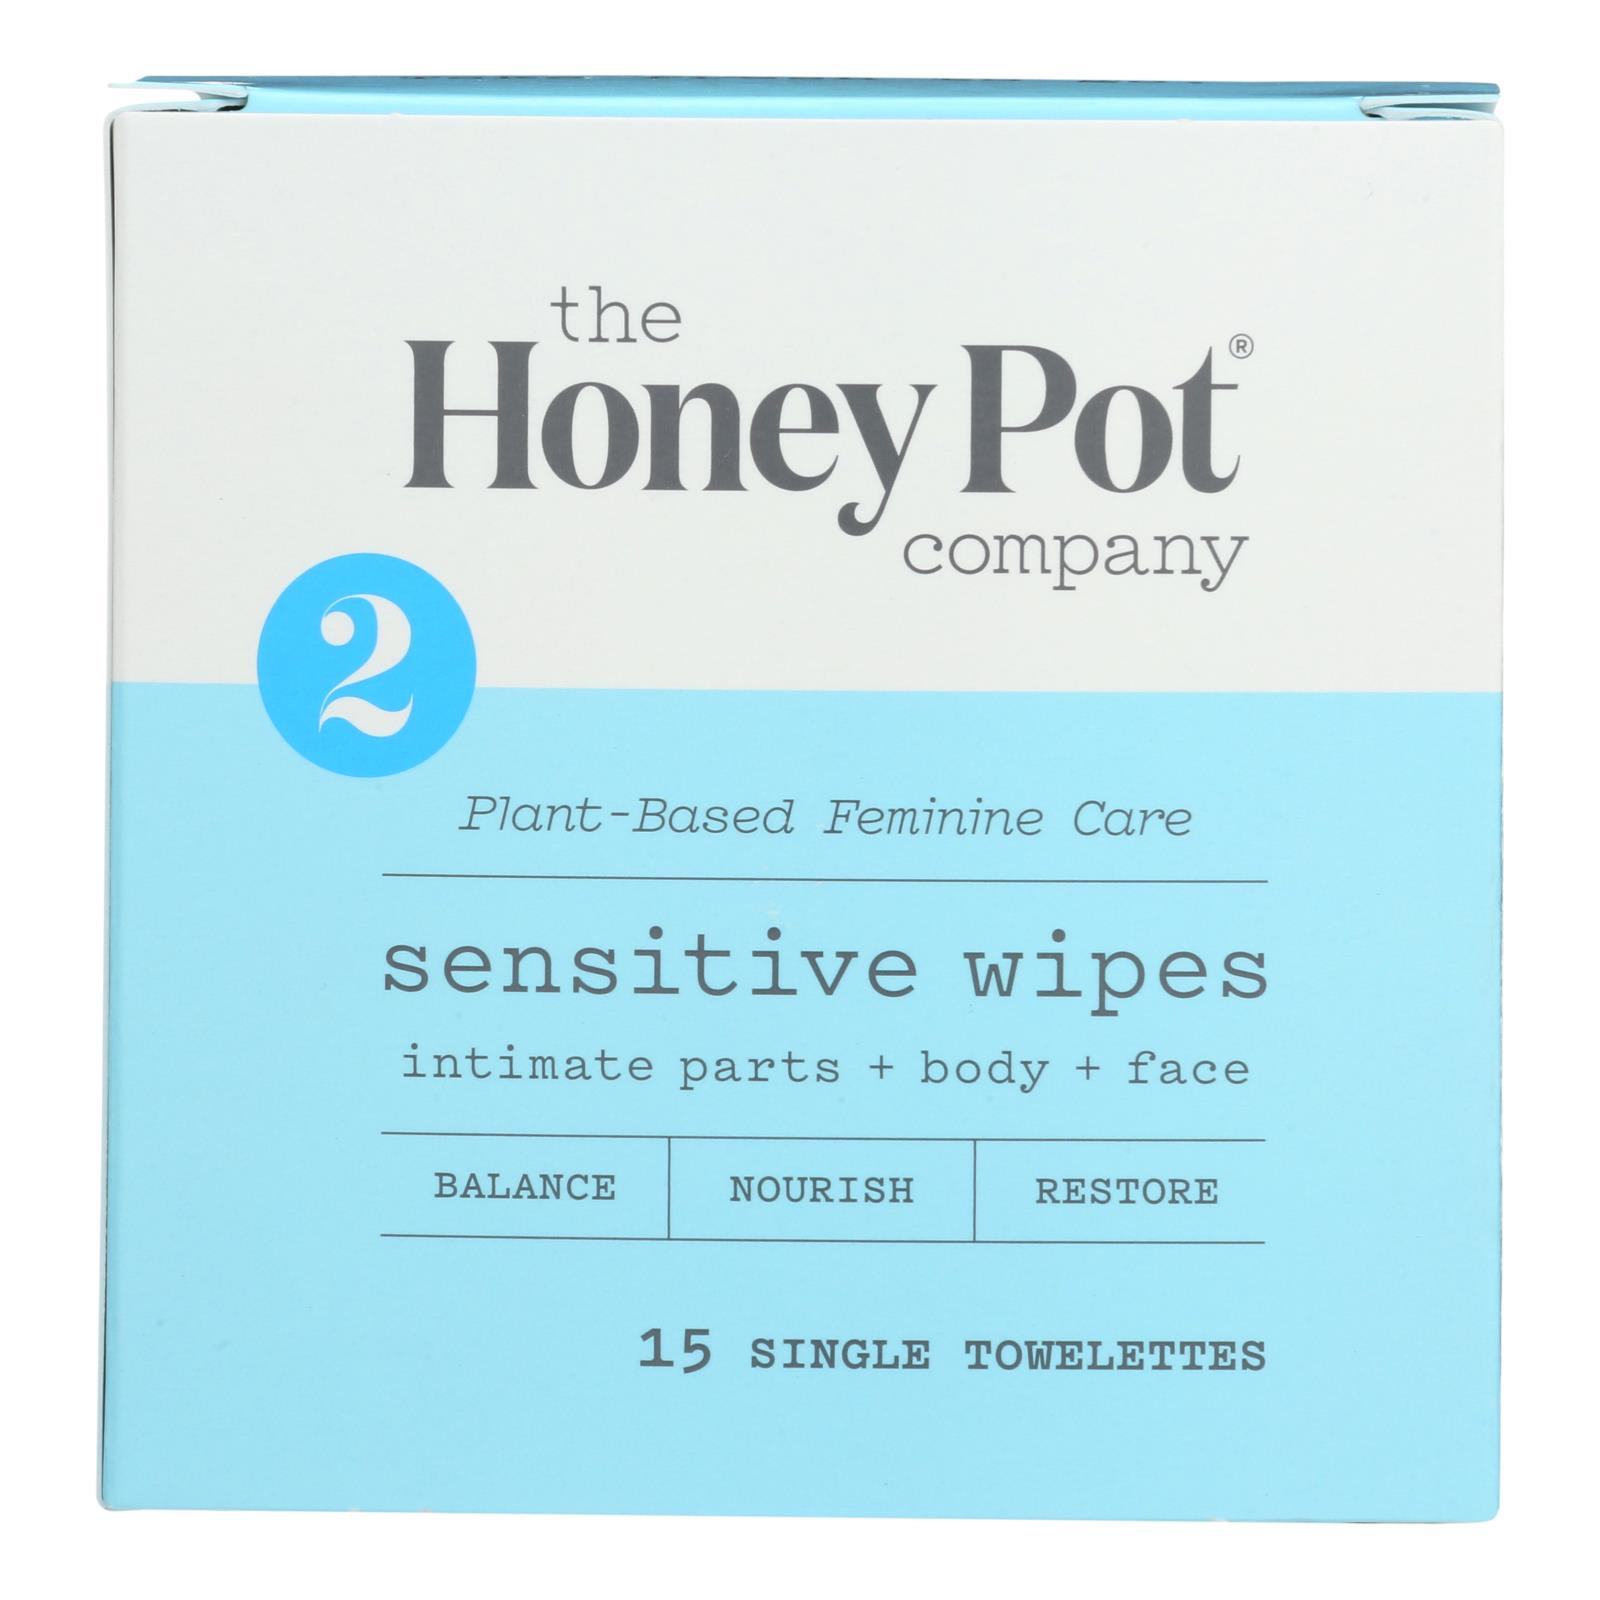 the
Honey Pot®
company
2
Plant-Based Feminine Care
sensitive wipes
intimate parts + body + face
BALANCE NOURISH RESTORE
15 SINGLE TOWELETTES